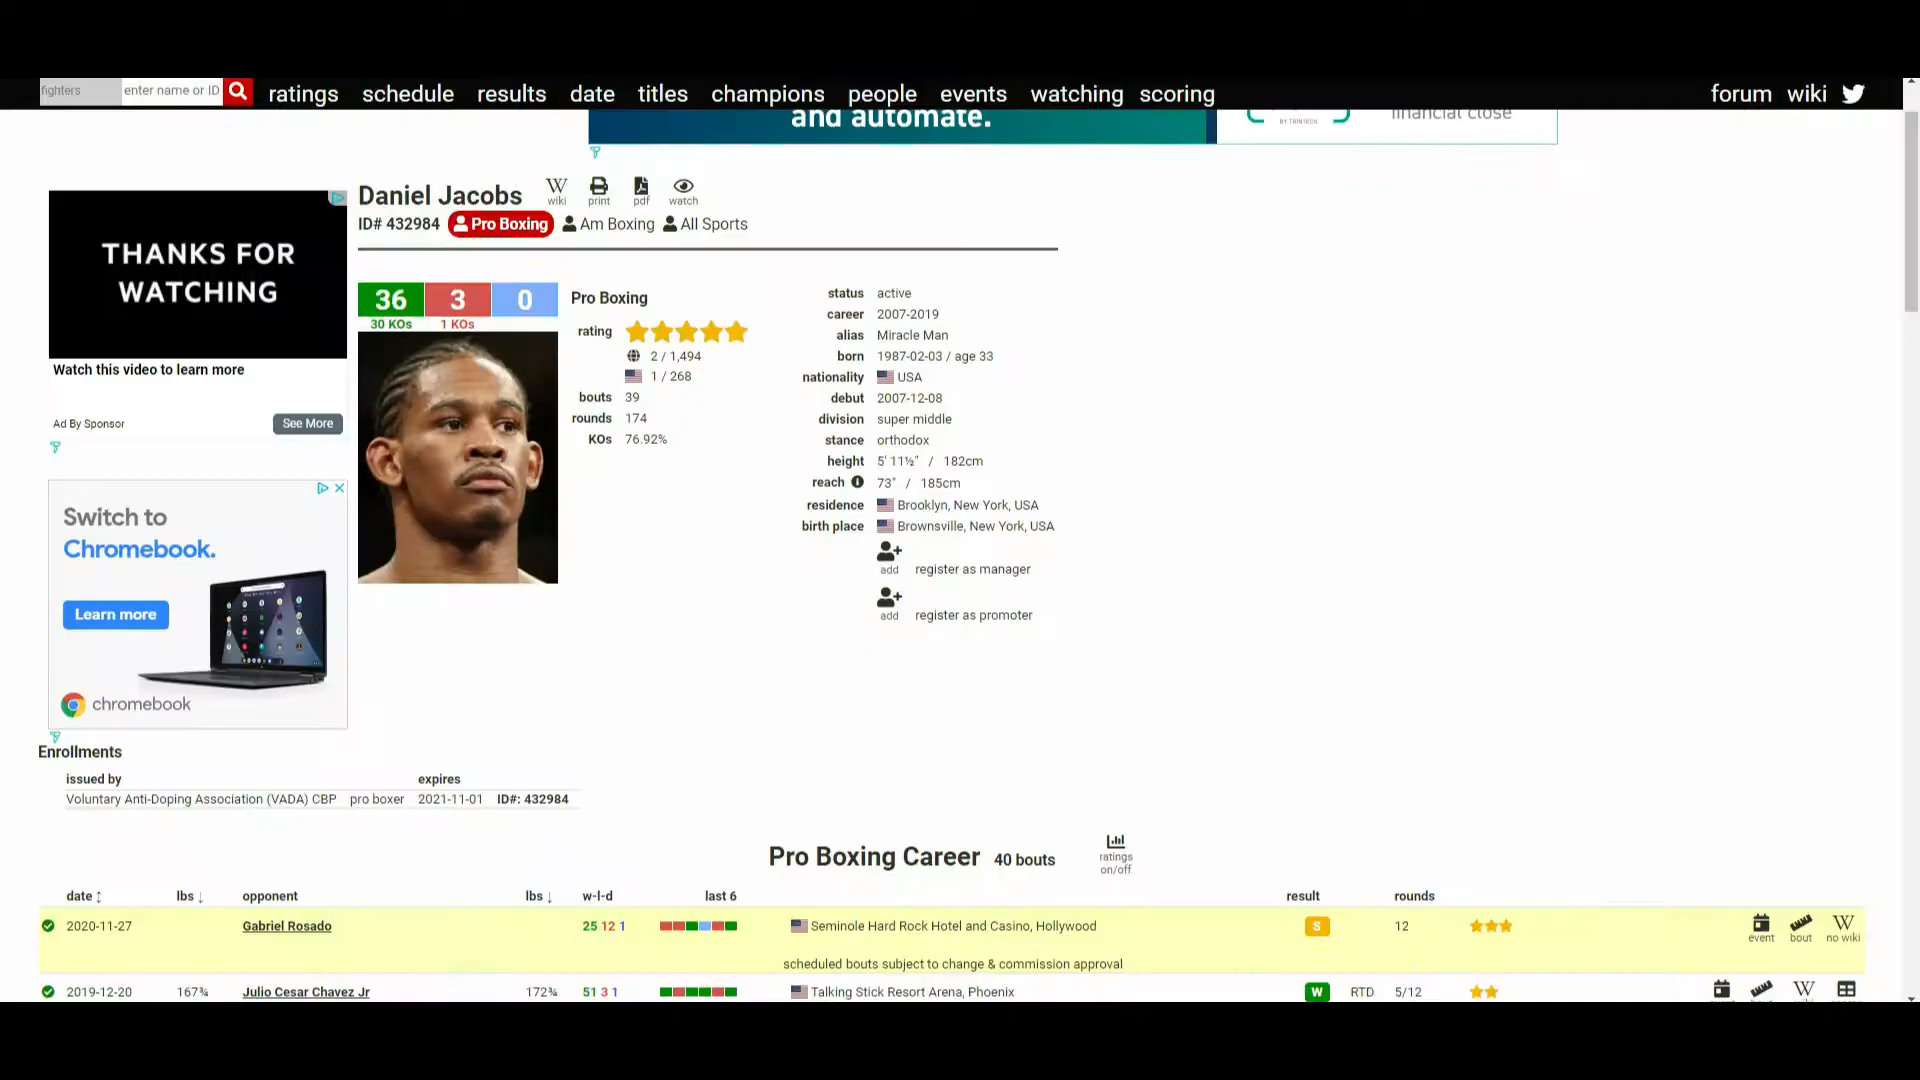 fighters enter name or ID ratings schedule results date titles champions people events watching scoring forum wiki
and automate.
BY TRINTECH
financial close
THANKS FOR
WATCHING
Watch this video to learn more
Ad By Sponsor See More
Switch to
Chromebook.
Learn more
chromebook
Daniel Jacobs
wiki print pdf watch
ID# 432984 Pro Boxing Am Boxing All Sports
36 3 0
30 KOs 1 KOs
Pro Boxing
rating
2 / 1,494
1 / 268
bouts 39
rounds 174
KOs 76.92%
status active
career 2007-2019
alias Miracle Man
born 1987-02-03 / age 33
nationality USA
debut 2007-12-08
division super middle
stance orthodox
height 5' 11½" / 182cm
reach 73" / 185cm
residence Brooklyn, New York, USA
birth place Brownsville, New York, USA
add register as manager
add register as promoter
Enrollments
issued by expires
Voluntary Anti-Doping Association (VADA) CBP pro boxer 2021-11-01 ID#: 432984
Pro Boxing Career 40 bouts
ratings
on/off
date lbs opponent lbs w-l-d last 6 result rounds
2020-11-27 Gabriel Rosado 25 12 1 Seminole Hard Rock Hotel and Casino, Hollywood S 12
event bout no wiki
scheduled bouts subject to change & commission approval
2019-12-20 167¾ Julio Cesar Chavez Jr 172¾ 51 3 1 Talking Stick Resort Arena, Phoenix W RTD 5/12